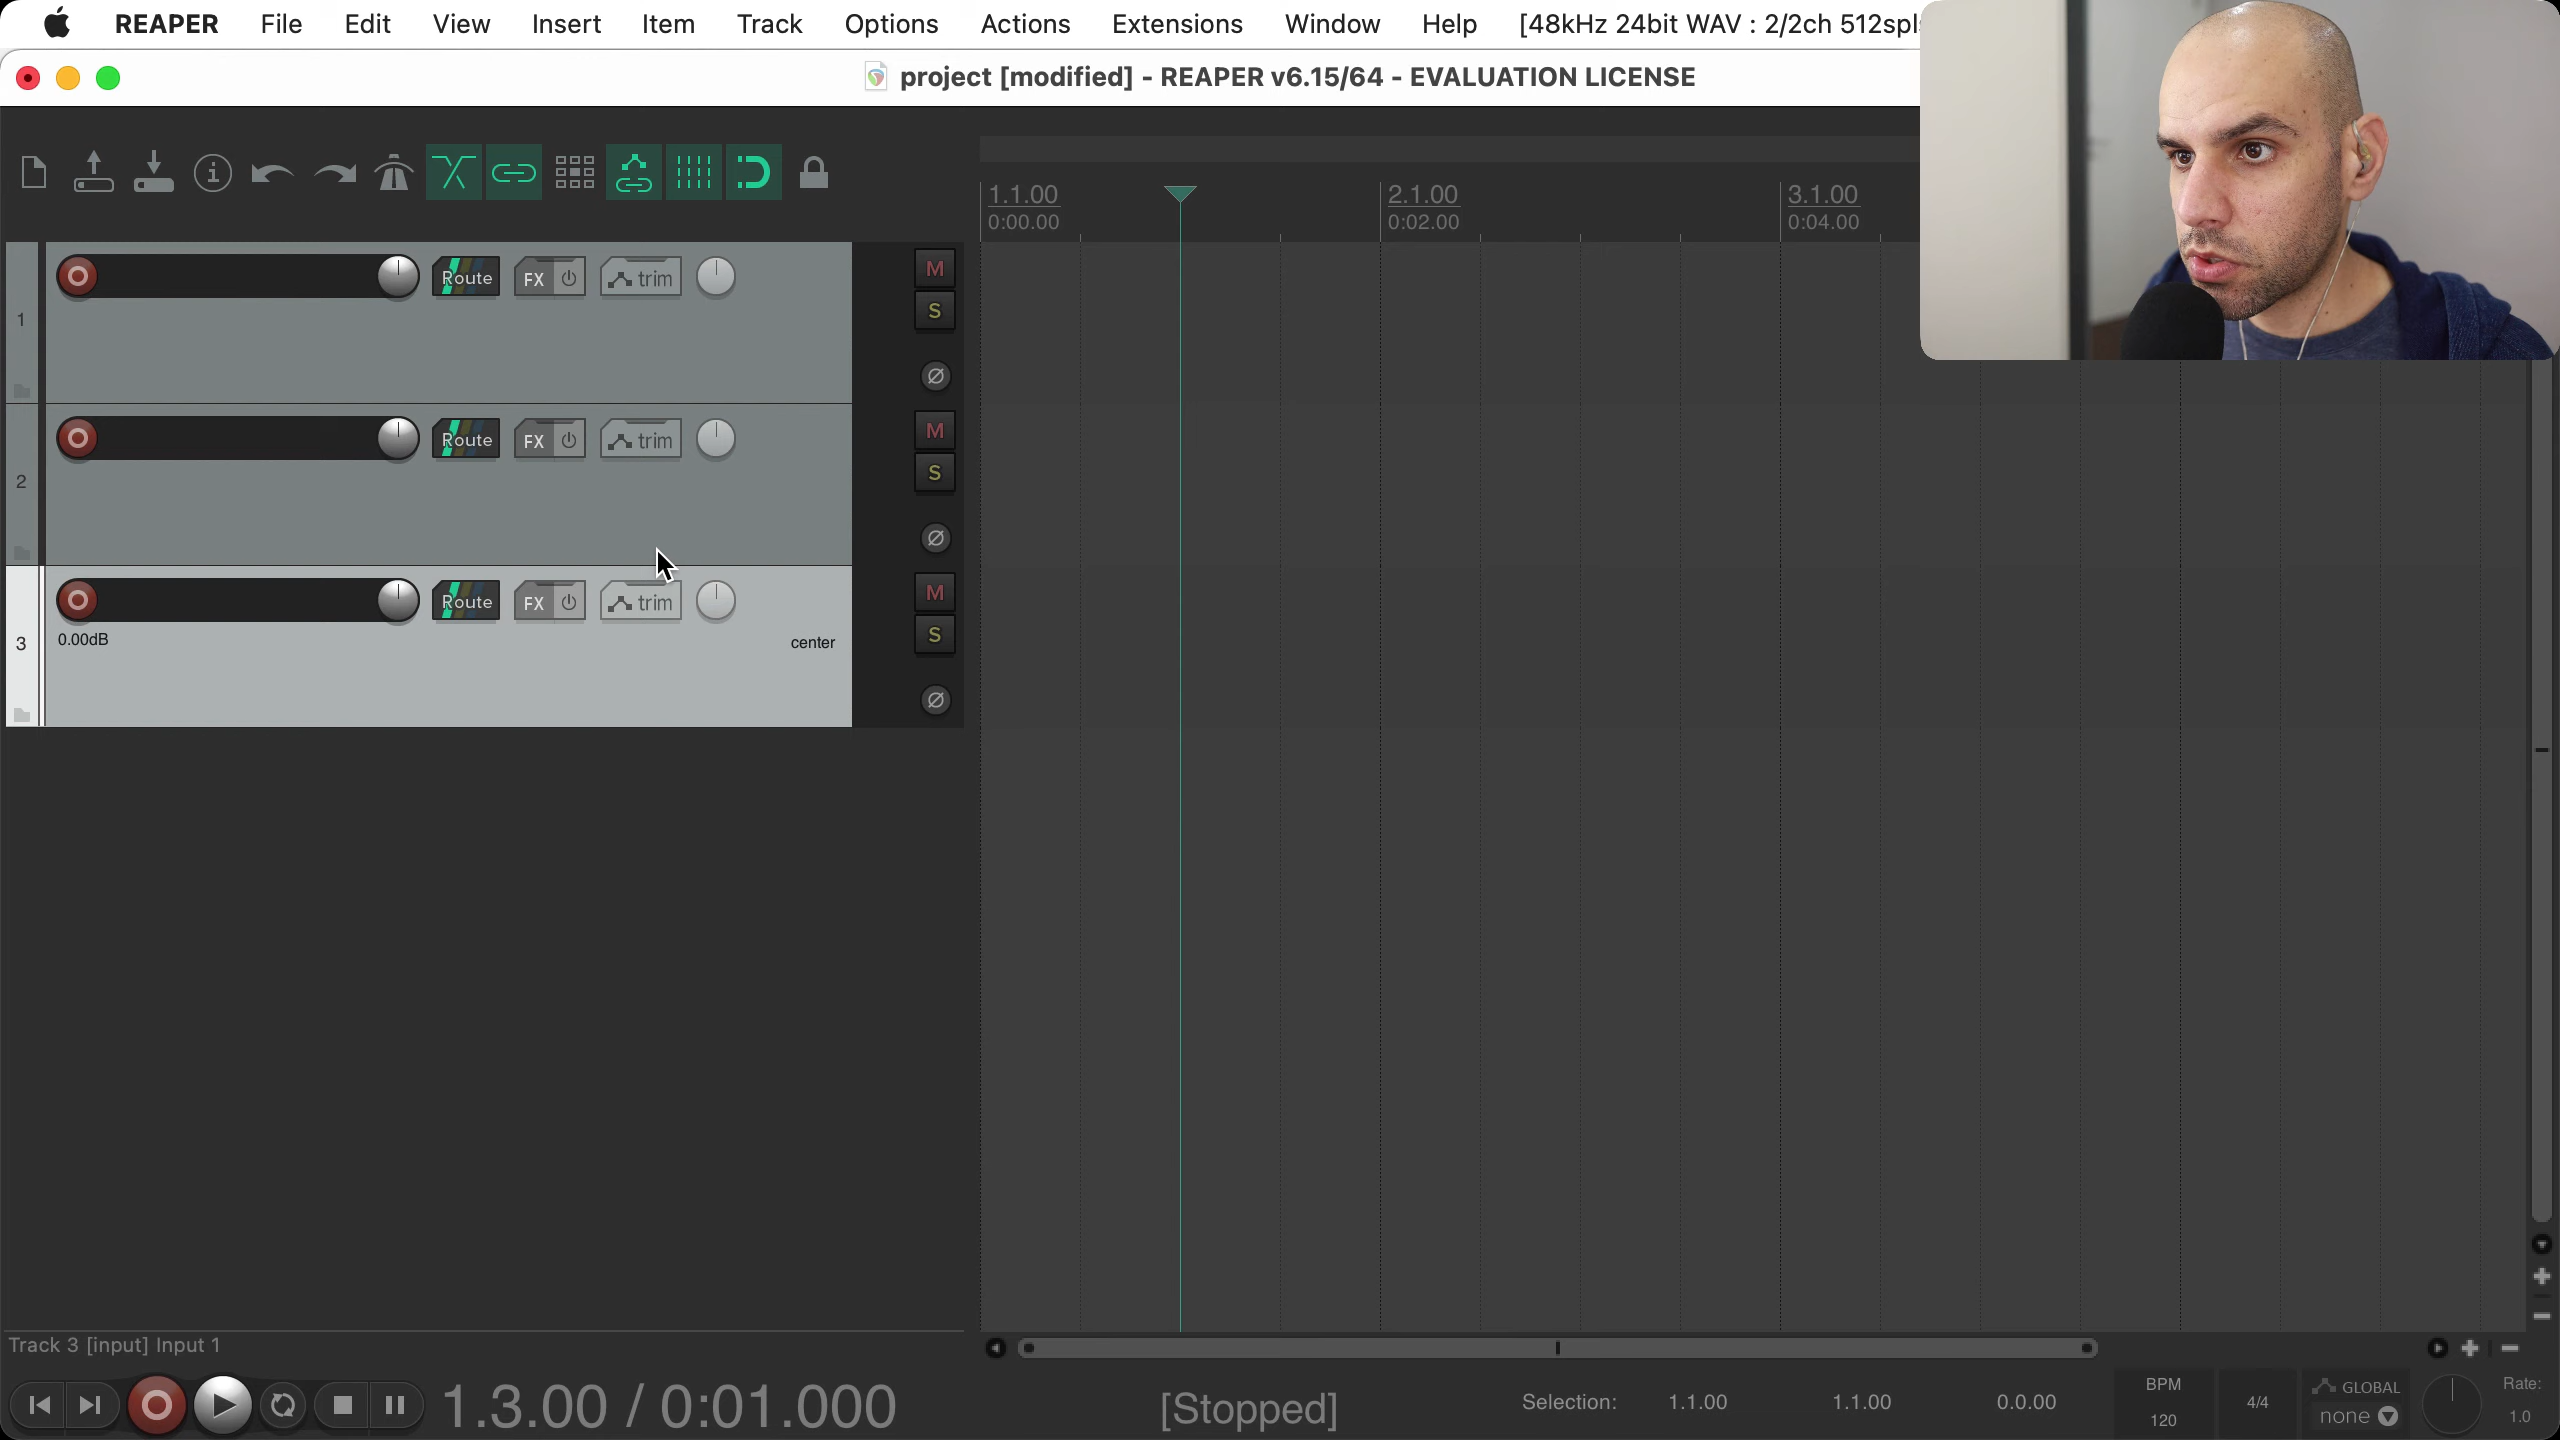 REAPER File Edit View Insert Item Track Options Actions Extensions Window Help [48kHz 24bit WAV : 2/2ch 512spl
project [modified] - REAPER v6.15/64 - EVALUATION LICENSE
1.1.00 2.1.00 3.1.00
0:00.00 0:02.00 0:04.00
Route FX trim M
1 S
Route FX trim M
2 S
Route FX trim M
3 0.00dB center S
Track 3 [input] Input 1
1.3.00 / 0:01.000 [Stopped] Selection: 1.1.00 1.1.00 0.0.00 BPM 120 4/4 GLOBAL none Rate: 1.0